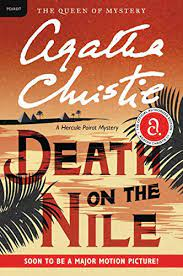 POIROT
THE QUEEN OF MYSTERY
Agatha
Christie
A Hercule Poirot Mystery
DEATH
ON THE
NILE
SOON TO BE A MAJOR MOTION PICTURE!